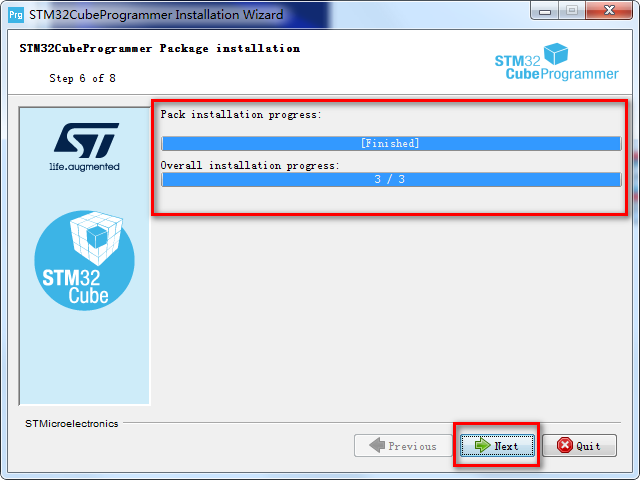 Prg STM32CubeProgrammer Installation Wizard
STM32CubeProgrammer Package installation
Step 6 of 8
STM32
CubeProgrammer
ST
life.augmented
STM32
Cube
Pack installation progress:
[Finished]
Overall installation progress:
3 / 3
STMicroelectronics
Previous
Next
Quit